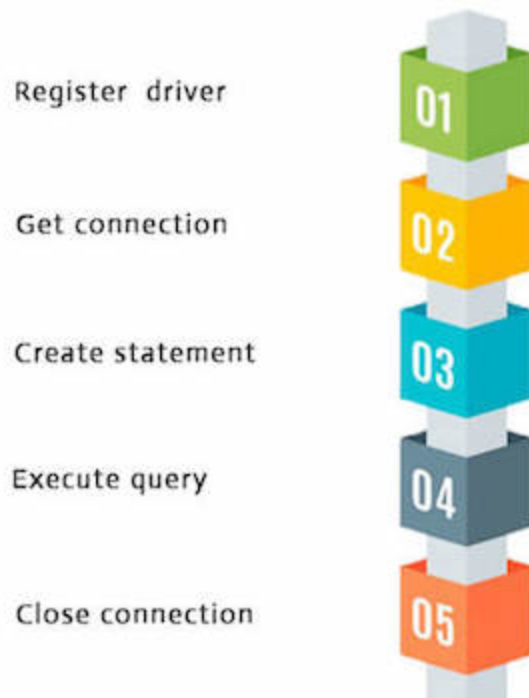 Register driver
01
Get connection
02
Create statement
03
Execute query
04
Close connection
05